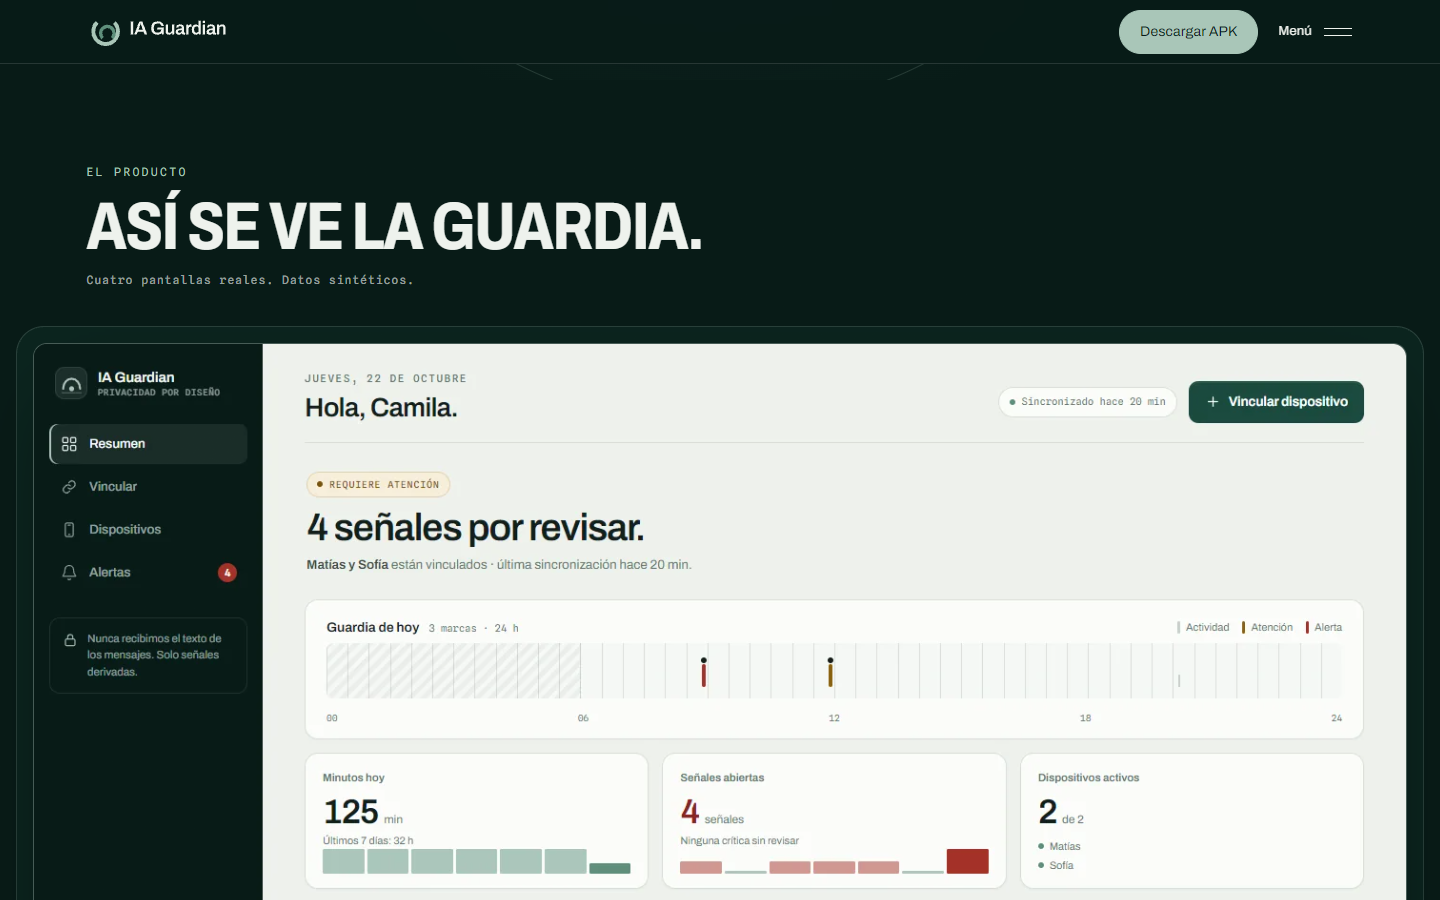 IA Guardian
Descargar APK
Menú
EL PRODUCTO
ASÍ SE VE LA GUARDIA.
Cuatro pantallas reales. Datos sintéticos.
IA Guardian
PRIVACIDAD POR DISEÑO
Resumen
Vincular
Dispositivos
Alertas
4
Nunca recibimos el texto de
los mensajes. Solo señales
derivadas.
JUEVES, 22 DE OCTUBRE
Hola, Camila.
Sincronizado hace 20 min
Vincular dispositivo
REQUIERE ATENCIÓN
4 señales por revisar.
Matías y Sofía están vinculados · última sincronización hace 20 min.
Guardia de hoy 3 marcas · 24 h
Actividad Atención Alerta
00 06 12 18 24
Minutos hoy
125 min
Últimos 7 días: 32 h
Señales abiertas
4 señales
Ninguna crítica sin revisar
Dispositivos activos
2 de 2
Matías
Sofía